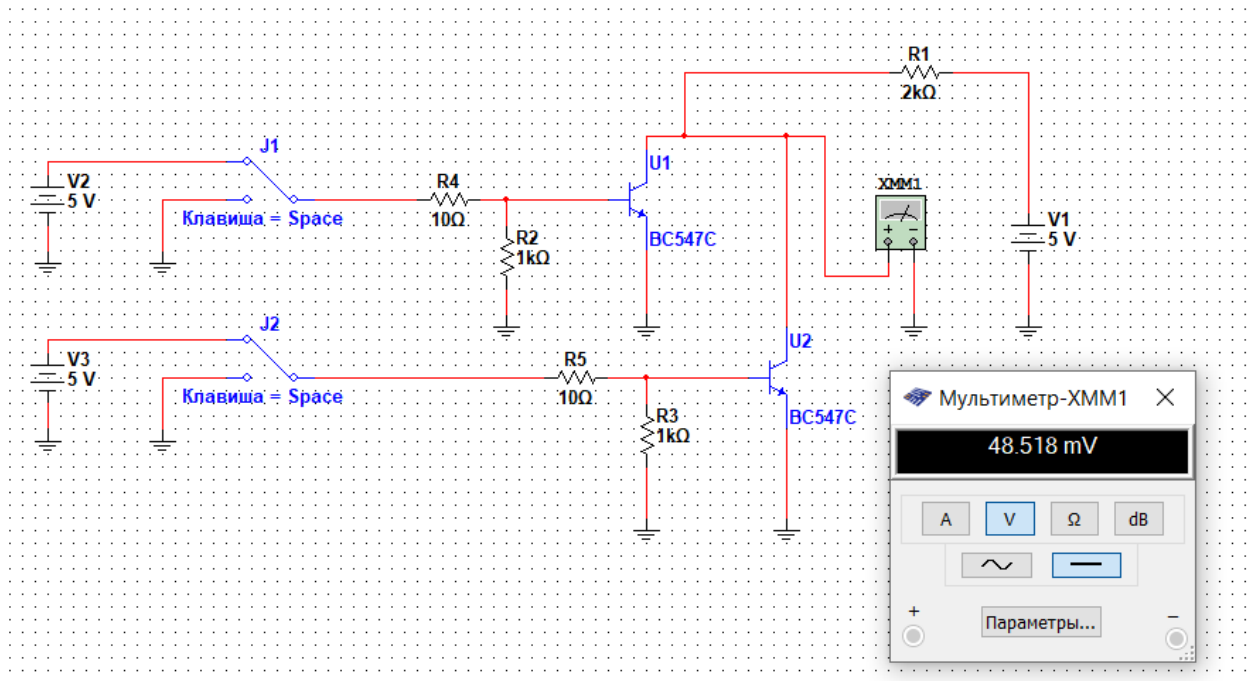 R1
2kΩ
J1
V2
5 V
Клавиша = Space
R4
10Ω
R2
1kΩ
U1
BC547C
XMM1
V1
5 V
J2
V3
5 V
Клавиша = Space
R5
10Ω
R3
1kΩ
U2
BC547C
Мультиметр-XMM1
48.518 mV
A V Ω dB
+ Параметры... −